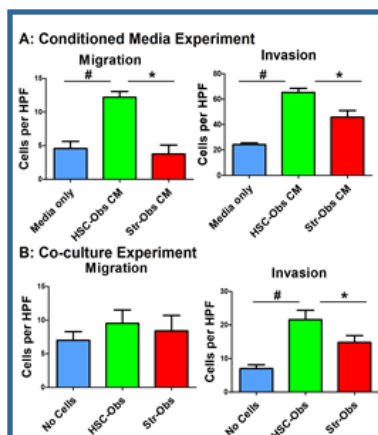 A: Conditioned Media Experiment
Migration
Invasion
# *
# *
Cells per HPF
Cells per HPF
15
10
5
0
80
60
40
20
0
Media only
HSC-Obs CM
Str-Obs CM
Media only
HSC-Obs CM
Str-Obs CM
B: Co-culture Experiment
Migration
Invasion
# *
Cells per HPF
Cells per HPF
15
10
5
0
30
20
10
0
No Cells
HSC-Obs
Str-Obs
No Cells
HSC-Obs
Str-Obs